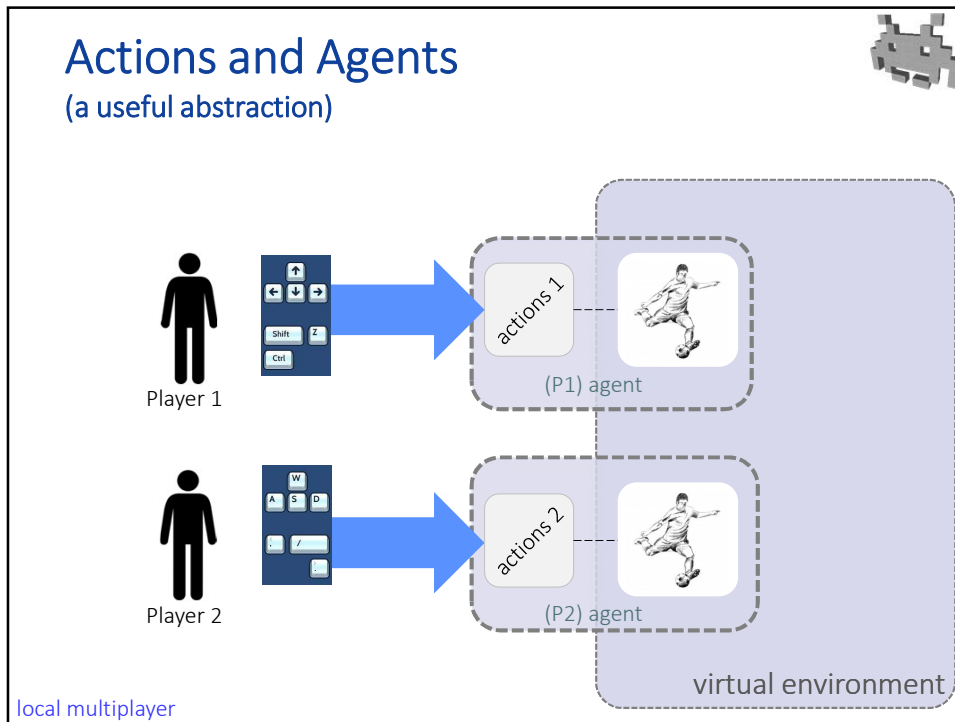 Actions and Agents
(a useful abstraction)
↑
← ↓ →
Shift Z
Ctrl
actions 1
(P1) agent
Player 1
W
A S D
. /
:
actions 2
(P2) agent
Player 2
virtual environment
local multiplayer